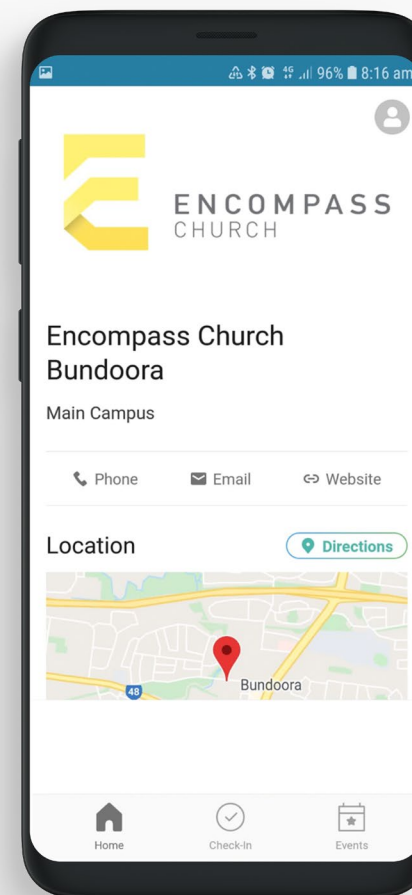 4G 96% 8:16 am
ENCOMPASS
CHURCH
Encompass Church
Bundoora
Main Campus
Phone Email Website
Location Directions
Bundoora
48
Home Check-In Events